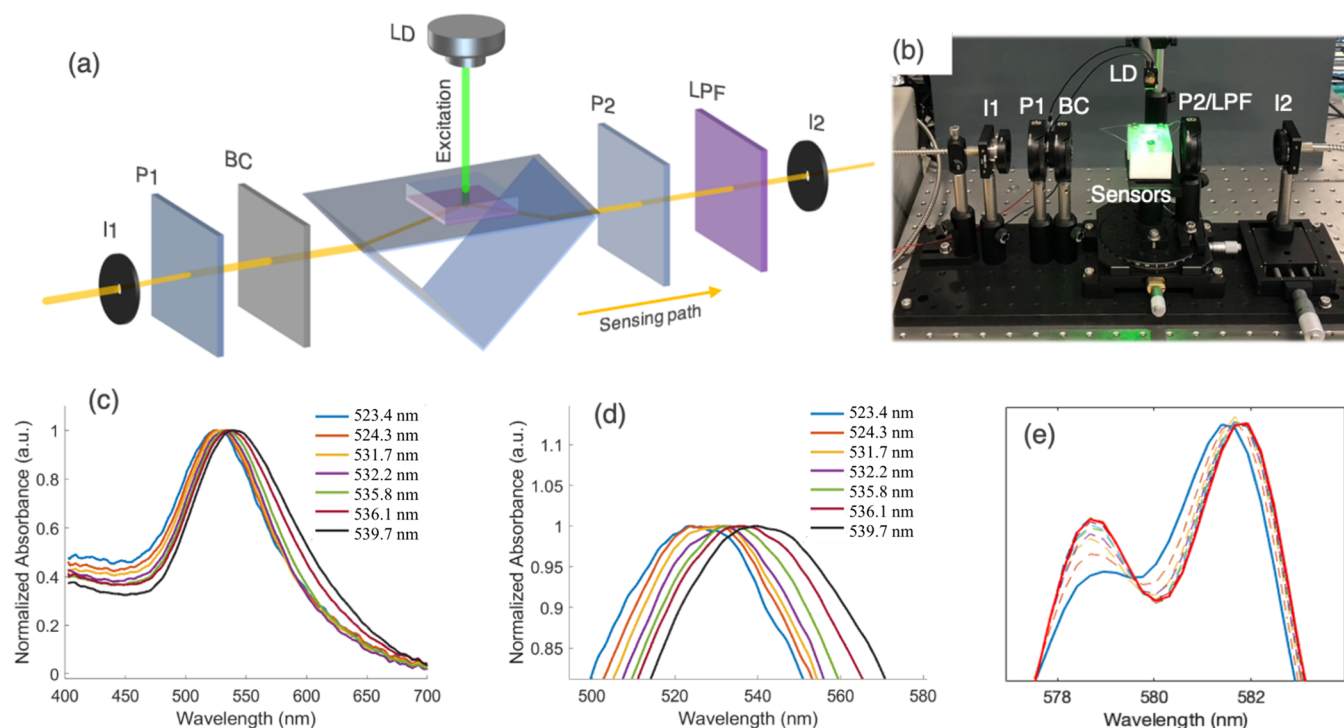 (a)
LD
Excitation
P2
LPF
I2
P1
BC
I1
Sensing path
(b)
LD
I1
P1
BC
P2/LPF
I2
Sensors
(c)
523.4 nm
524.3 nm
531.7 nm
532.2 nm
535.8 nm
536.1 nm
539.7 nm
Normalized Absorbance (a.u.)
1
0.8
0.6
0.4
0.2
0
400
450
500
550
600
650
700
Wavelength (nm)
(d)
523.4 nm
524.3 nm
531.7 nm
532.2 nm
535.8 nm
536.1 nm
539.7 nm
Normalized Absorbance (a.u.)
1.1
1.05
1
0.95
0.9
0.85
500
520
540
560
580
Wavelength (nm)
(e)
578
580
582
Wavelength (nm)